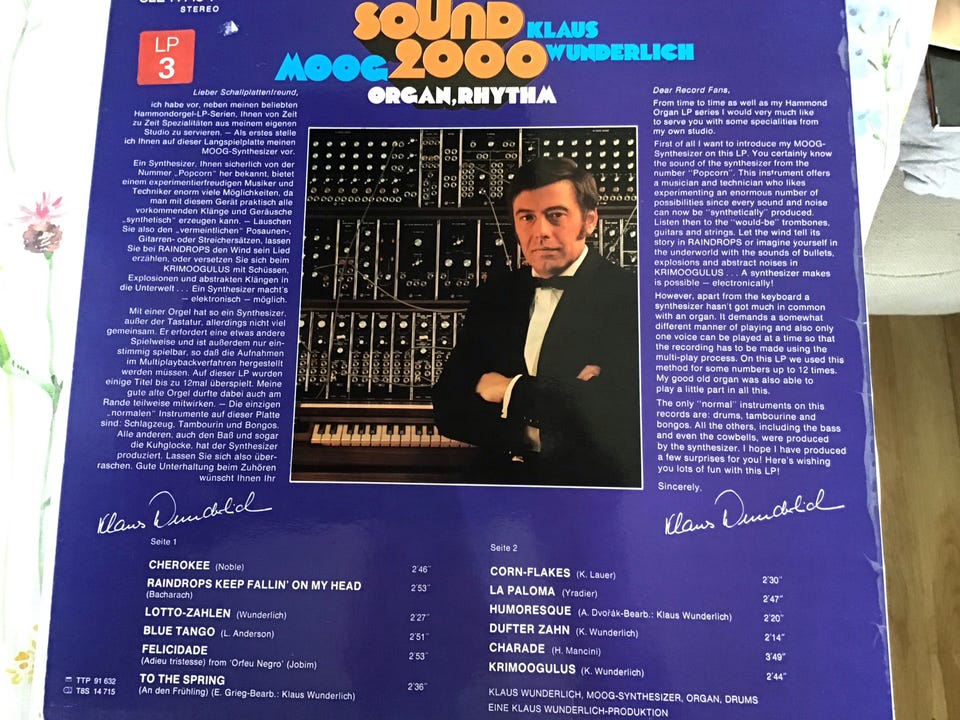 STEREO
LP
3
SOUND
2000
MOOG
KLAUS
WUNDERLICH
ORGAN, RHYTHM
Lieber Schallplattenfreund,
ich habe vor, neben meinen beliebten
Hammondorgel-LP-Serien, Ihnen von Zeit
zu Zeit Spezialitäten aus meinem eigenen
Studio zu servieren. — Als erstes stelle
ich Ihnen auf dieser Langspielplatte meinen
MOOG-Synthesizer vor.
Ein Synthesizer, Ihnen sicherlich von der
Nummer „Popcorn" her bekannt, bietet
einem experimentierfreudigen Musiker und
Techniker enorm viele Möglichkeiten, da
man mit diesem Gerät praktisch alle
vorkommenden Klänge und Geräusche
„synthetisch" erzeugen kann. — Lauschen
Sie also den „vermeintlichen" Posaunen-,
Gitarren- oder Streichersätzen, lassen
Sie bei RAINDROPS den Wind sein Lied
erzählen, oder versetzen Sie sich beim
KRIMOOGULUS mit Schüssen,
Explosionen und abstrakten Klängen in
die Unterwelt . . . Ein Synthesizer macht's
— elektronisch — möglich.
Mit einer Orgel hat so ein Synthesizer,
außer der Tastatur, allerdings nicht viel
gemeinsam. Er erfordert eine etwas andere
Spielweise und ist außerdem nur ein-
stimmig spielbar, so daß die Aufnahmen
im Multiplaybackverfahren hergestellt
werden müssen. Auf dieser LP wurden
einige Titel bis zu 12mal überspielt. Meine
gute alte Orgel durfte dabei auch am
Rande teilweise mitwirken. — Die einzigen
„normalen" Instrumente auf dieser Platte
sind: Schlagzeug, Tambourin und Bongos.
Alle anderen, auch den Baß und sogar
die Kuhglocke, hat der Synthesizer
produziert. Lassen Sie sich also über-
raschen. Gute Unterhaltung beim Zuhören
wünscht Ihnen Ihr
Klaus Wunderlich
Dear Record Fans,
From time to time as well as my Hammond
Organ LP series I would very much like
to serve you with some specialities from
my own studio.
First of all I want to introduce my MOOG-
Synthesizer on this LP. You certainly know
the sound of the synthesizer from the
number "Popcorn". This instrument offers
a musician and technician who likes
experimenting an enormous number of
possibilities since every sound and noise
can now be "synthetically" produced.
Listen then to the "would-be" trombones,
guitars and strings. Let the wind tell its
story in RAINDROPS or imagine yourself in
the underworld with the sounds of bullets,
explosions and abstract noises in
KRIMOOGULUS . . . A synthesizer makes
is possible — electronically!
However, apart from the keyboard a
synthesizer hasn't got much in common
with an organ. It demands a somewhat
different manner of playing and also only
one voice can be played at a time so that
the recording has to be made using the
multi-play process. On this LP we used this
method for some numbers up to 12 times.
My good old organ was also able to
play a little part in all this.
The only "normal" instruments on this
records are: drums, tambourine and
bongos. All the others, including the bass
and even the cowbells, were produced
by the synthesizer. I hope I have produced
a few surprises for you! Here's wishing
you lots of fun with this LP!
Sincerely,
Klaus Wunderlich
Seite 1
CHEROKEE (Noble) 2'46"
RAINDROPS KEEP FALLIN' ON MY HEAD 2'53"
(Bacharach)
LOTTO-ZAHLEN (Wunderlich) 2'27"
BLUE TANGO (L. Anderson) 2'51"
FELICIDADE 2'53"
(Adieu tristesse) from 'Orfeu Negro' (Jobim)
TO THE SPRING 2'36"
(An den Frühling) (E. Grieg-Bearb.: Klaus Wunderlich)
TTP 91 632
T8S 14 715
Seite 2
CORN-FLAKES (K. Lauer) 2'30"
LA PALOMA (Yradier) 2'47"
HUMORESQUE (A. Dvořák-Bearb.: Klaus Wunderlich) 2'20"
DUFTER ZAHN (K. Wunderlich) 2'14"
CHARADE (H. Mancini) 3'49"
KRIMOOGULUS (K. Wunderlich) 2'44"
KLAUS WUNDERLICH, MOOG-SYNTHESIZER, ORGAN, DRUMS
EINE KLAUS WUNDERLICH-PRODUKTION